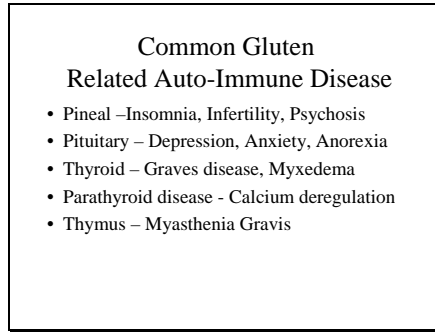 Common Gluten
Related Auto-Immune Disease
• Pineal –Insomnia, Infertility, Psychosis
• Pituitary – Depression, Anxiety, Anorexia
• Thyroid – Graves disease, Myxedema
• Parathyroid disease - Calcium deregulation
• Thymus – Myasthenia Gravis